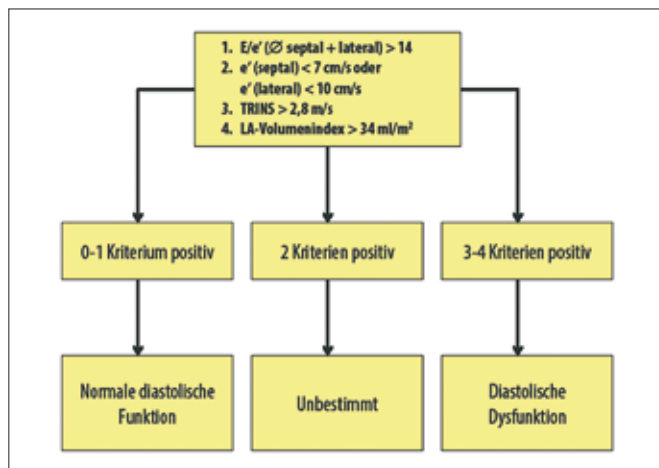 1. E/e' (Ø septal + lateral) > 14
2. e' (septal) < 7 cm/s oder
e' (lateral) < 10 cm/s
3. TRINS > 2,8 m/s
4. LA-Volumenindex > 34 ml/m²
0-1 Kriterium positiv
2 Kriterien positiv
3-4 Kriterien positiv
Normale diastolische
Funktion
Unbestimmt
Diastolische
Dysfunktion